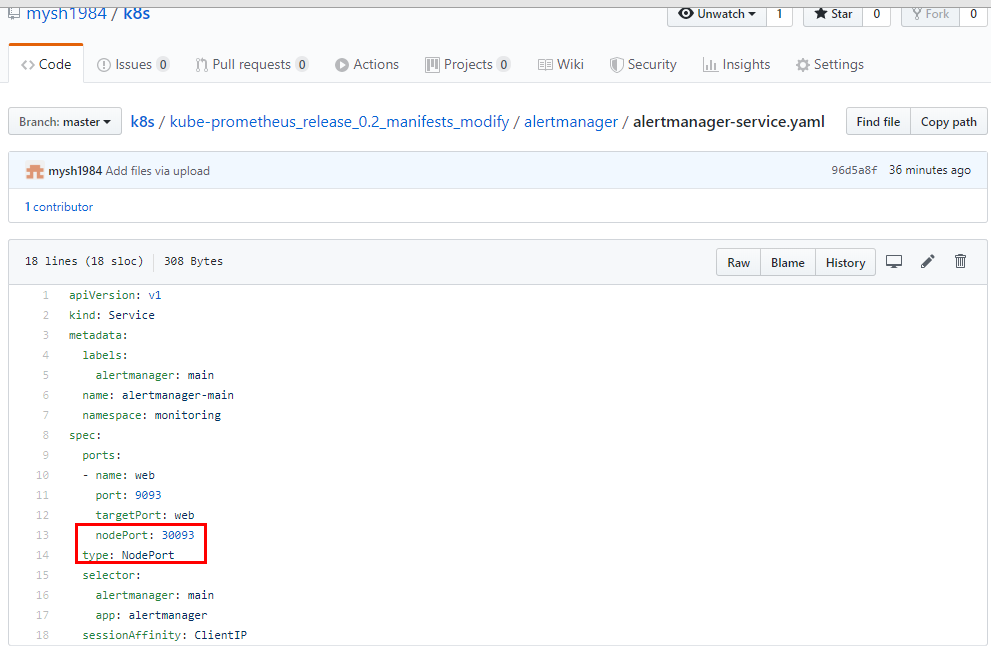 mysh1984 / k8s
Unwatch 1 Star 0 Fork 0
Code Issues 0 Pull requests 0 Actions Projects 0 Wiki Security Insights Settings
Branch: master k8s / kube-prometheus_release_0.2_manifests_modify / alertmanager / alertmanager-service.yaml Find file Copy path
mysh1984 Add files via upload 96d5a8f 36 minutes ago
1 contributor
18 lines (18 sloc) 308 Bytes Raw Blame History
1 apiVersion: v1
2 kind: Service
3 metadata:
4   labels:
5     alertmanager: main
6   name: alertmanager-main
7   namespace: monitoring
8 spec:
9   ports:
10   - name: web
11     port: 9093
12     targetPort: web
13     nodePort: 30093
14   type: NodePort
15   selector:
16     alertmanager: main
17     app: alertmanager
18   sessionAffinity: ClientIP